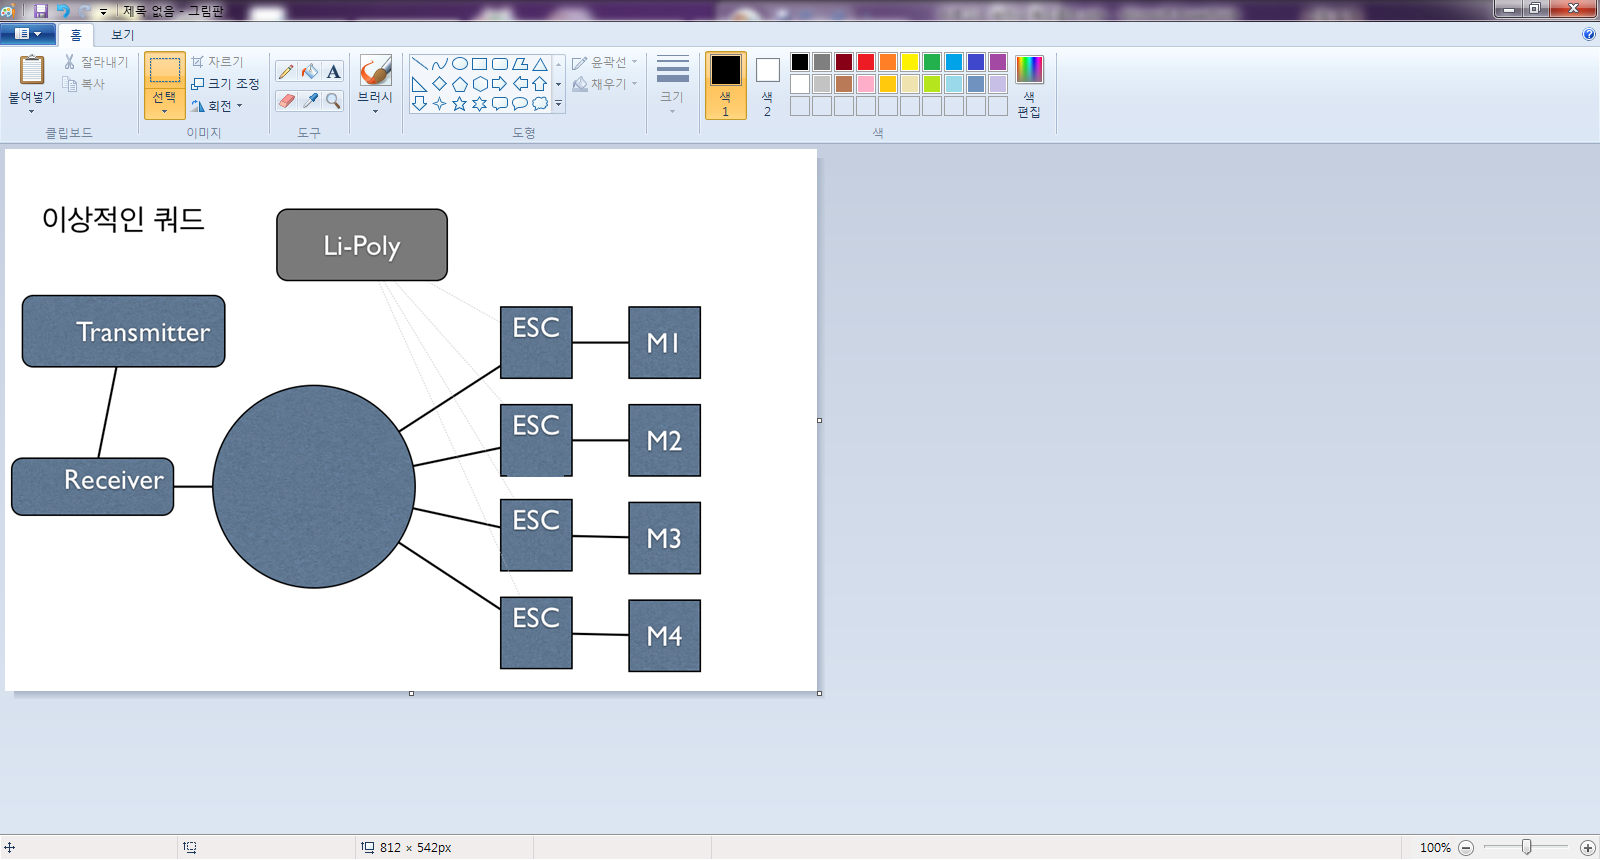 제목 없음 - 그림판
홈
보기
붙여넣기
잘라내기
복사
클립보드
선택
자르기
크기 조정
회전
이미지
A
도구
브러시
윤곽선
채우기
도형
크기
색
1
색
2
색
편집
색
이상적인 쿼드
Li-Poly
Transmitter
Receiver
ESC
M1
ESC
M2
ESC
M3
ESC
M4
812 × 542px
100%